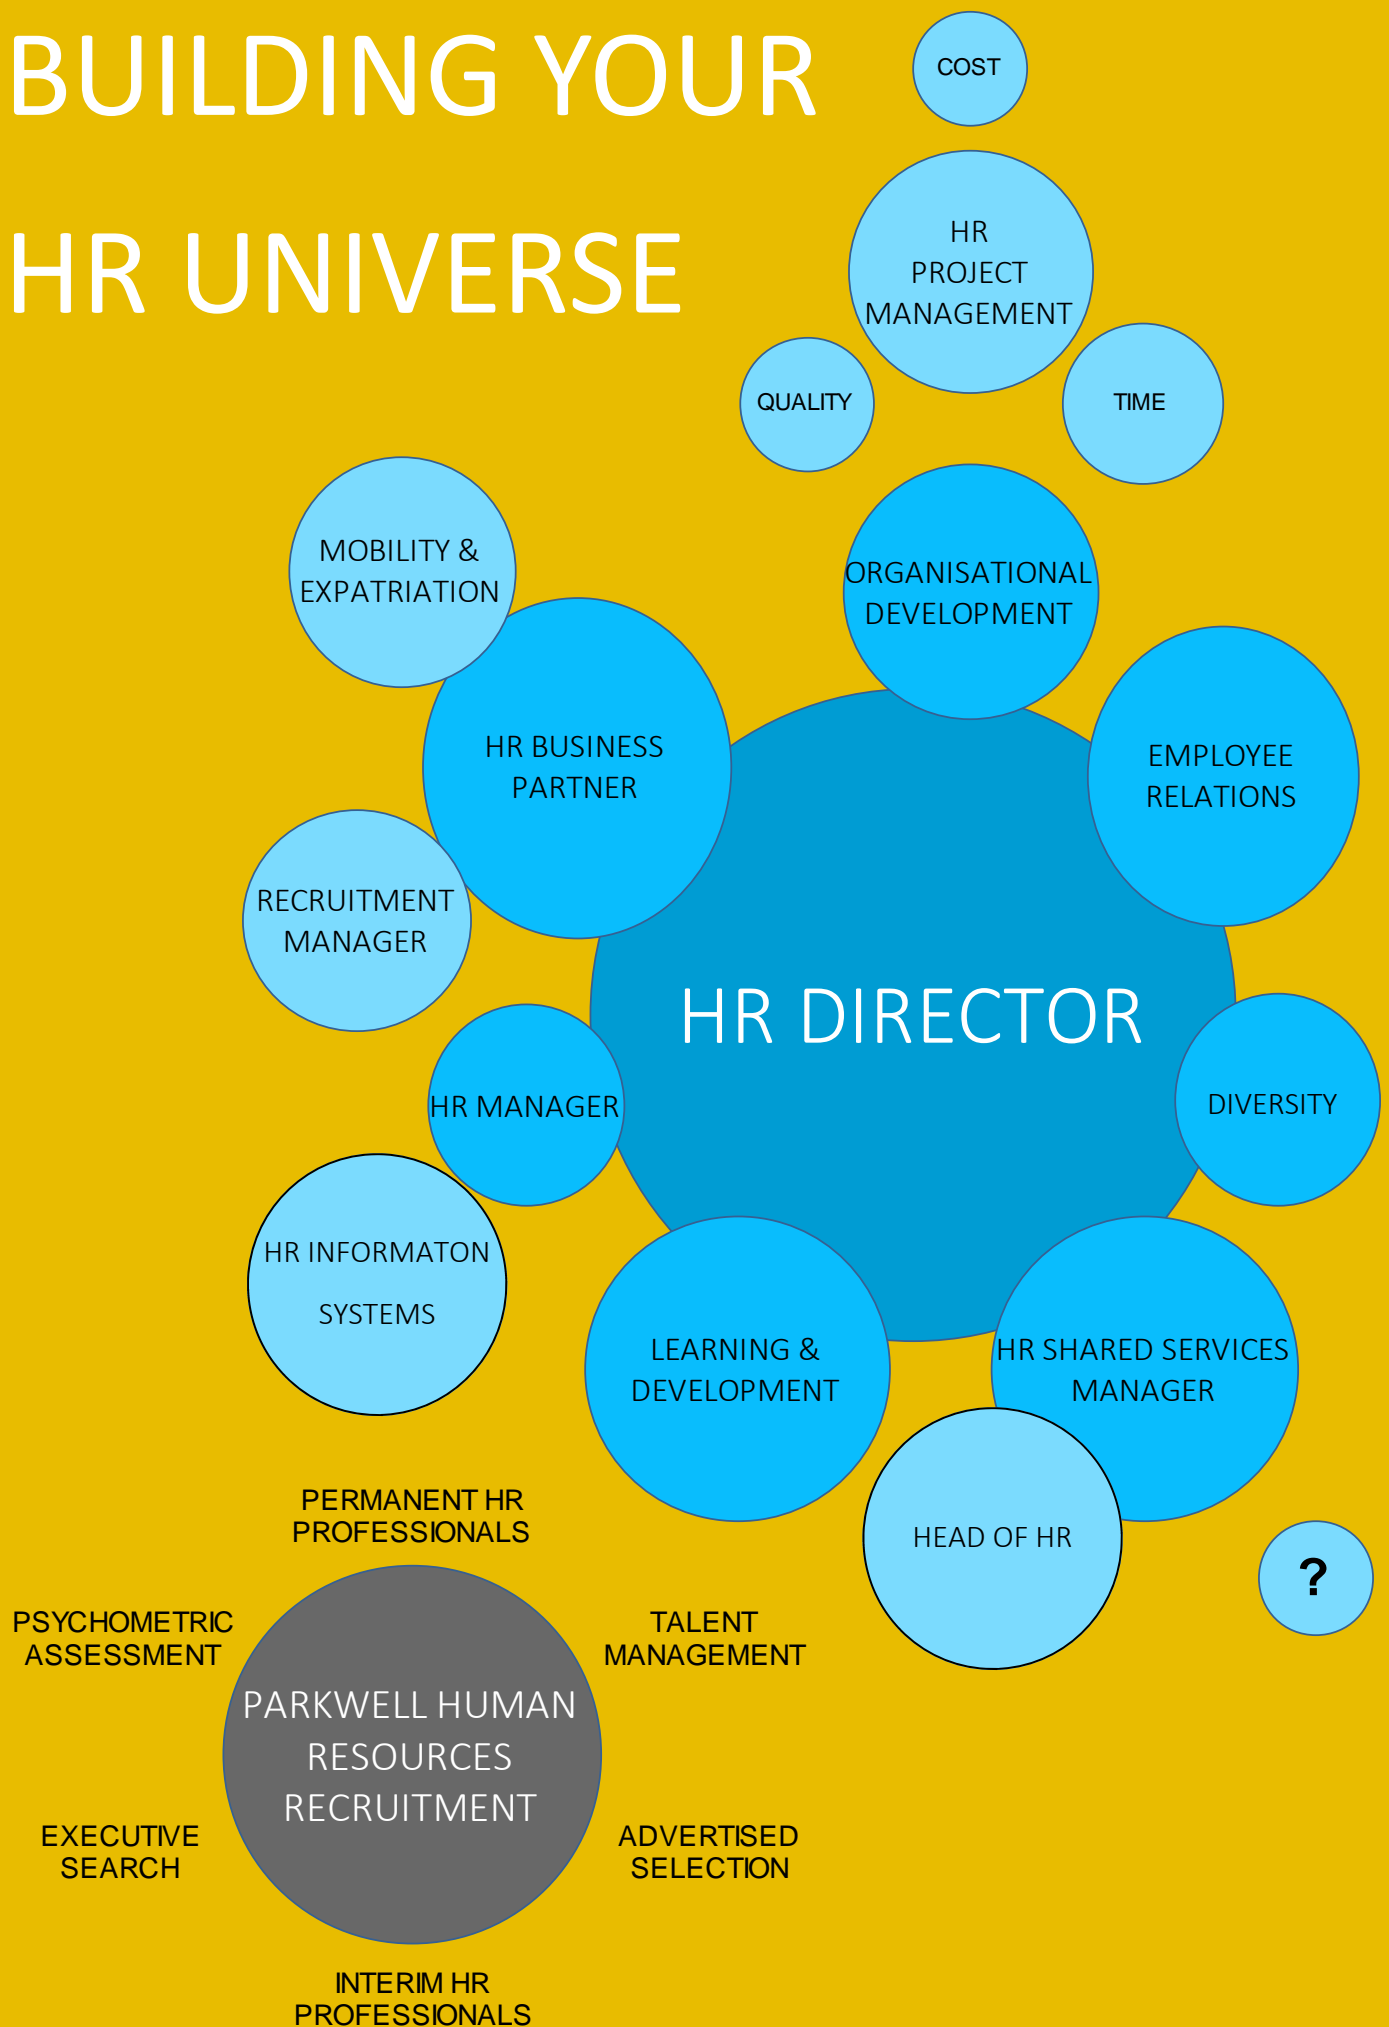 BUILDING YOUR
HR UNIVERSE
COST
HR
PROJECT
MANAGEMENT
QUALITY
TIME
MOBILITY &
EXPATRIATION
ORGANISATIONAL
DEVELOPMENT
HR BUSINESS
PARTNER
EMPLOYEE
RELATIONS
RECRUITMENT
MANAGER
HR DIRECTOR
HR MANAGER
DIVERSITY
HR INFORMATON
SYSTEMS
LEARNING &
DEVELOPMENT
HR SHARED SERVICES
MANAGER
HEAD OF HR
?
PERMANENT HR
PROFESSIONALS
PSYCHOMETRIC
ASSESSMENT
TALENT
MANAGEMENT
PARKWELL HUMAN
RESOURCES
RECRUITMENT
EXECUTIVE
SEARCH
ADVERTISED
SELECTION
INTERIM HR
PROFESSIONALS